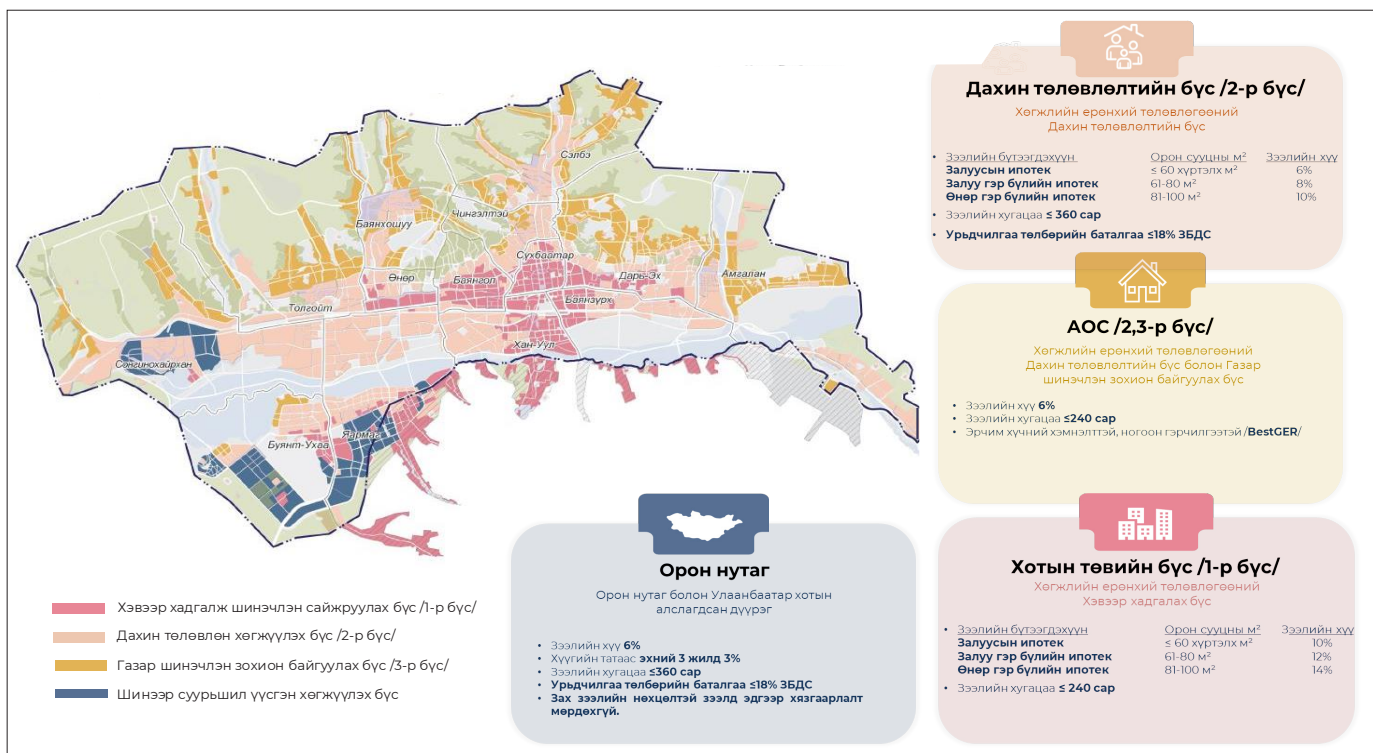 Сэлбэ
Чингэлтэй
Баянхошуу
Сүхбаатар
Өнөр
Баянгол
Дарь-Эх
Амгалан
Баянзүрх
Толгойт
Хан-Уул
Сонгинохайрхан
Яармаг
Буянт-Ухаа
Хэвээр хадгалж шинэчлэн сайжруулах бүс /1-р бүс/
Дахин төлөвлөн хөгжүүлэх бүс /2-р бүс/
Газар шинэчлэн зохион байгуулах бүс /3-р бүс/
Шинээр суурьшил үүсгэн хөгжүүлэх бүс
Дахин төлөвлөлтийн бүс /2-р бүс/
Хөгжлийн ерөнхий төлөвлөгөөний
Дахин төлөвлөлтийн бүс
• Зээлийн бүтээгдэхүүн Орон сууцны м² Зээлийн хүү
Залуусын ипотек ≤ 60 хүртэлх м² 6%
Залуу гэр бүлийн ипотек 61-80 м² 8%
Өнөр гэр бүлийн ипотек 81-100 м² 10%
• Зээлийн хугацаа ≤ 360 сар
• Урьдчилгаа төлбөрийн баталгаа ≤18% ЗБДС
АОС /2,3-р бүс/
Хөгжлийн ерөнхий төлөвлөгөөний
Дахин төлөвлөлтийн бүс болон Газар
шинэчлэн зохион байгуулах бүс
• Зээлийн хүү 6%
• Зээлийн хугацаа ≤240 сар
• Эрчим хүчний хэмнэлттэй, ногоон гэрчилгээтэй /BestGER/
Орон нутаг
Орон нутаг болон Улаанбаатар хотын
алслагдсан дүүрэг
• Зээлийн хүү 6%
• Хүүгийн татаас эхний 3 жилд 3%
• Зээлийн хугацаа ≤360 сар
• Урьдчилгаа төлбөрийн баталгаа ≤18% ЗБДС
• Зах зээлийн нөхцөлтэй зээлд эдгээр хязгаарлалт
мөрдөхгүй.
Хотын төвийн бүс /1-р бүс/
Хөгжлийн ерөнхий төлөвлөгөөний
Хэвээр хадгалах бүс
• Зээлийн бүтээгдэхүүн Орон сууцны м² Зээлийн хүү
Залуусын ипотек ≤ 60 хүртэлх м² 10%
Залуу гэр бүлийн ипотек 61-80 м² 12%
Өнөр гэр бүлийн ипотек 81-100 м² 14%
• Зээлийн хугацаа ≤ 240 сар